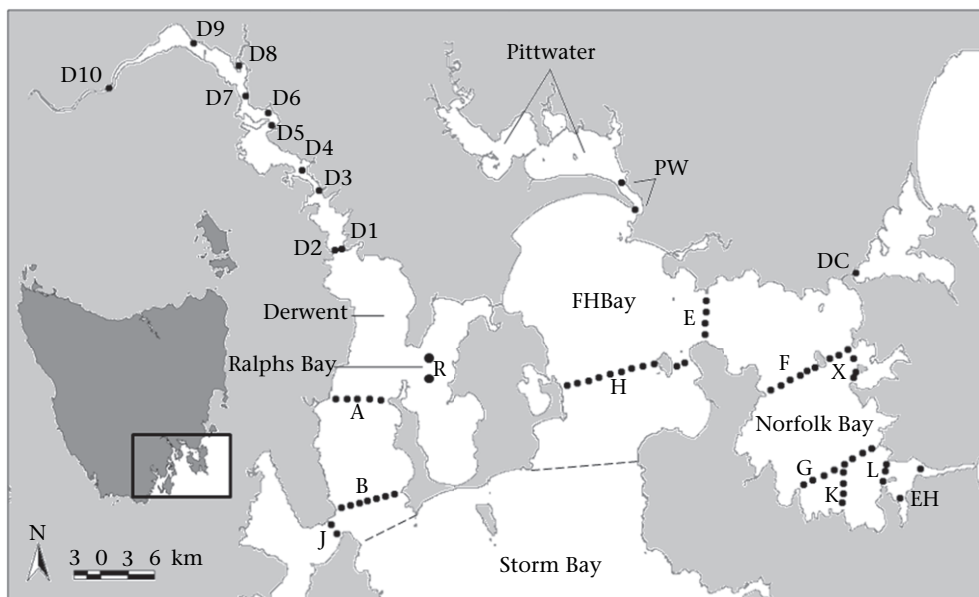 D9
D8
Pittwater
D10
D7
D6
D5
D4
PW
D3
D1
D2
DC
Derwent
FHBay
E
Ralphs Bay
R
F
X
H
A
Norfolk Bay
G
L
B
K
EH
J
N
3 0 3 6 km
Storm Bay